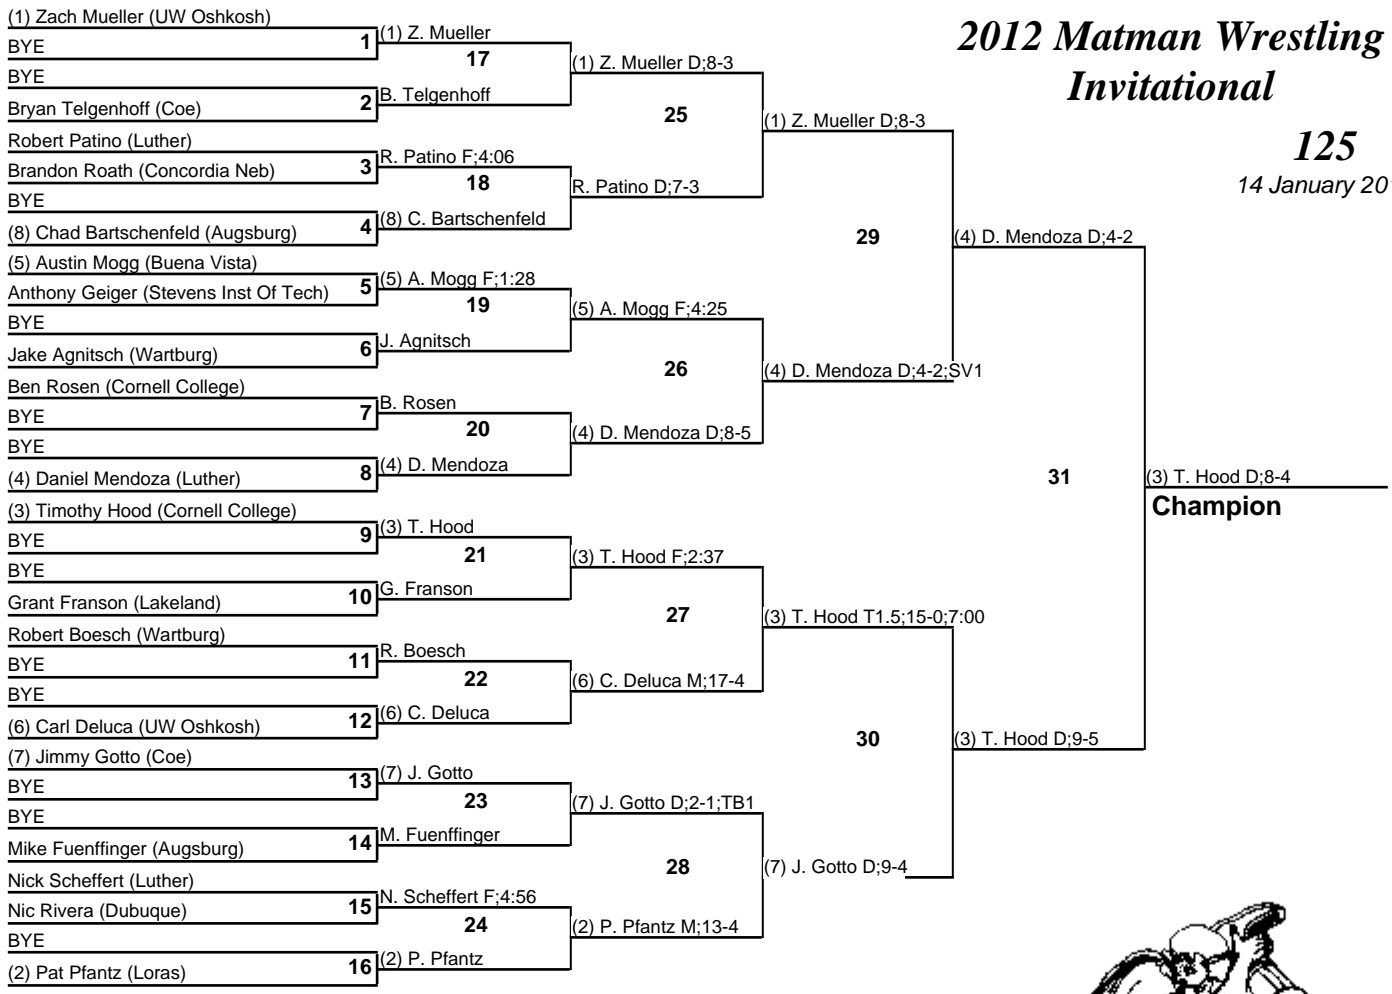 2012 Matman Wrestling
Invitational
125
14 January 20
(1) Zach Mueller (UW Oshkosh)
BYE
1
BYE
Bryan Telgenhoff (Coe)
2
Robert Patino (Luther)
Brandon Roath (Concordia Neb)
3
BYE
(8) Chad Bartschenfeld (Augsburg)
4
(5) Austin Mogg (Buena Vista)
Anthony Geiger (Stevens Inst Of Tech)
5
BYE
Jake Agnitsch (Wartburg)
6
Ben Rosen (Cornell College)
BYE
7
BYE
(4) Daniel Mendoza (Luther)
8
(3) Timothy Hood (Cornell College)
BYE
9
BYE
Grant Franson (Lakeland)
10
Robert Boesch (Wartburg)
BYE
11
BYE
(6) Carl Deluca (UW Oshkosh)
12
(7) Jimmy Gotto (Coe)
BYE
13
BYE
Mike Fuenffinger (Augsburg)
14
Nick Scheffert (Luther)
Nic Rivera (Dubuque)
15
BYE
(2) Pat Pfantz (Loras)
16
(1) Z. Mueller
17
B. Telgenhoff
R. Patino F;4:06
18
(8) C. Bartschenfeld
(5) A. Mogg F;1:28
19
J. Agnitsch
B. Rosen
20
(4) D. Mendoza
(3) T. Hood
21
G. Franson
R. Boesch
22
(6) C. Deluca
(7) J. Gotto
23
M. Fuenffinger
N. Scheffert F;4:56
24
(2) P. Pfantz
(1) Z. Mueller D;8-3
25
R. Patino D;7-3
(5) A. Mogg F;4:25
26
(4) D. Mendoza D;8-5
(3) T. Hood F;2:37
27
(6) C. Deluca M;17-4
(7) J. Gotto D;2-1;TB1
28
(2) P. Pfantz M;13-4
(1) Z. Mueller D;8-3
29
(4) D. Mendoza D;4-2;SV1
(3) T. Hood T1.5;15-0;7:00
30
(7) J. Gotto D;9-4
(4) D. Mendoza D;4-2
31
(3) T. Hood D;9-5
(3) T. Hood D;8-4
Champion